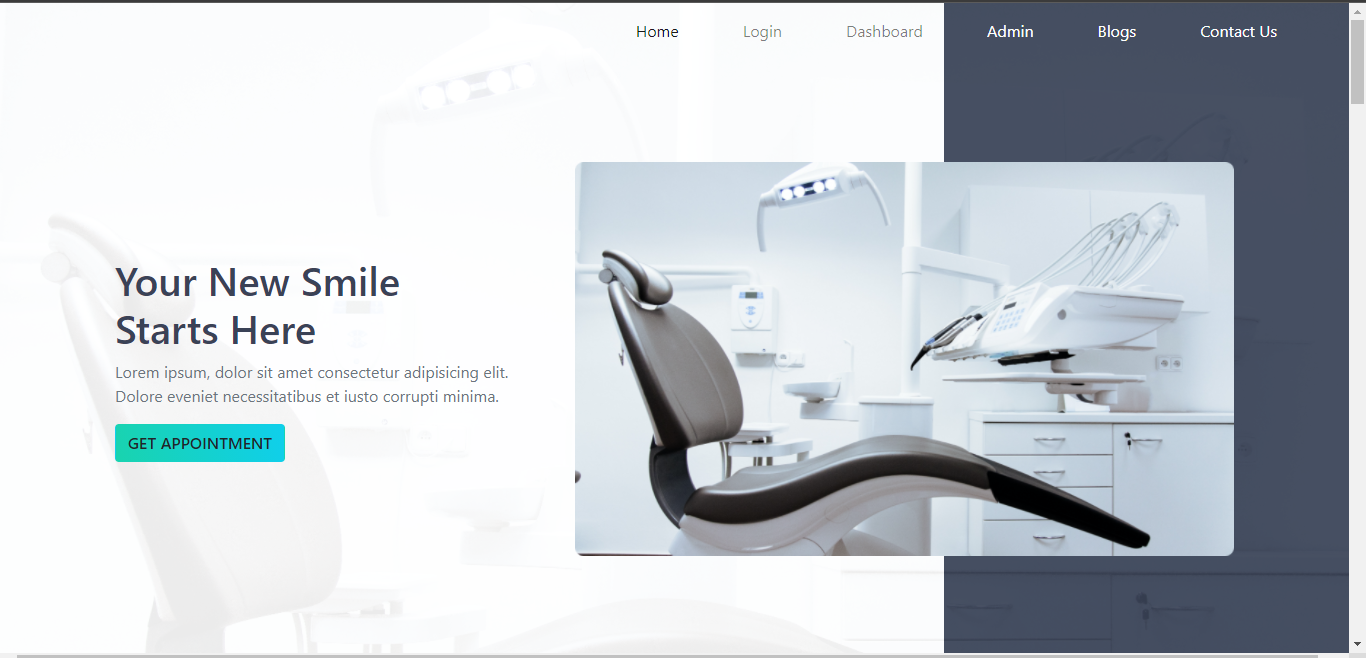 Home Login Dashboard Admin Blogs Contact Us
Your New Smile
Starts Here
Lorem ipsum, dolor sit amet consectetur adipisicing elit.
Dolore eveniet necessitatibus et iusto corrupti minima.
GET APPOINTMENT